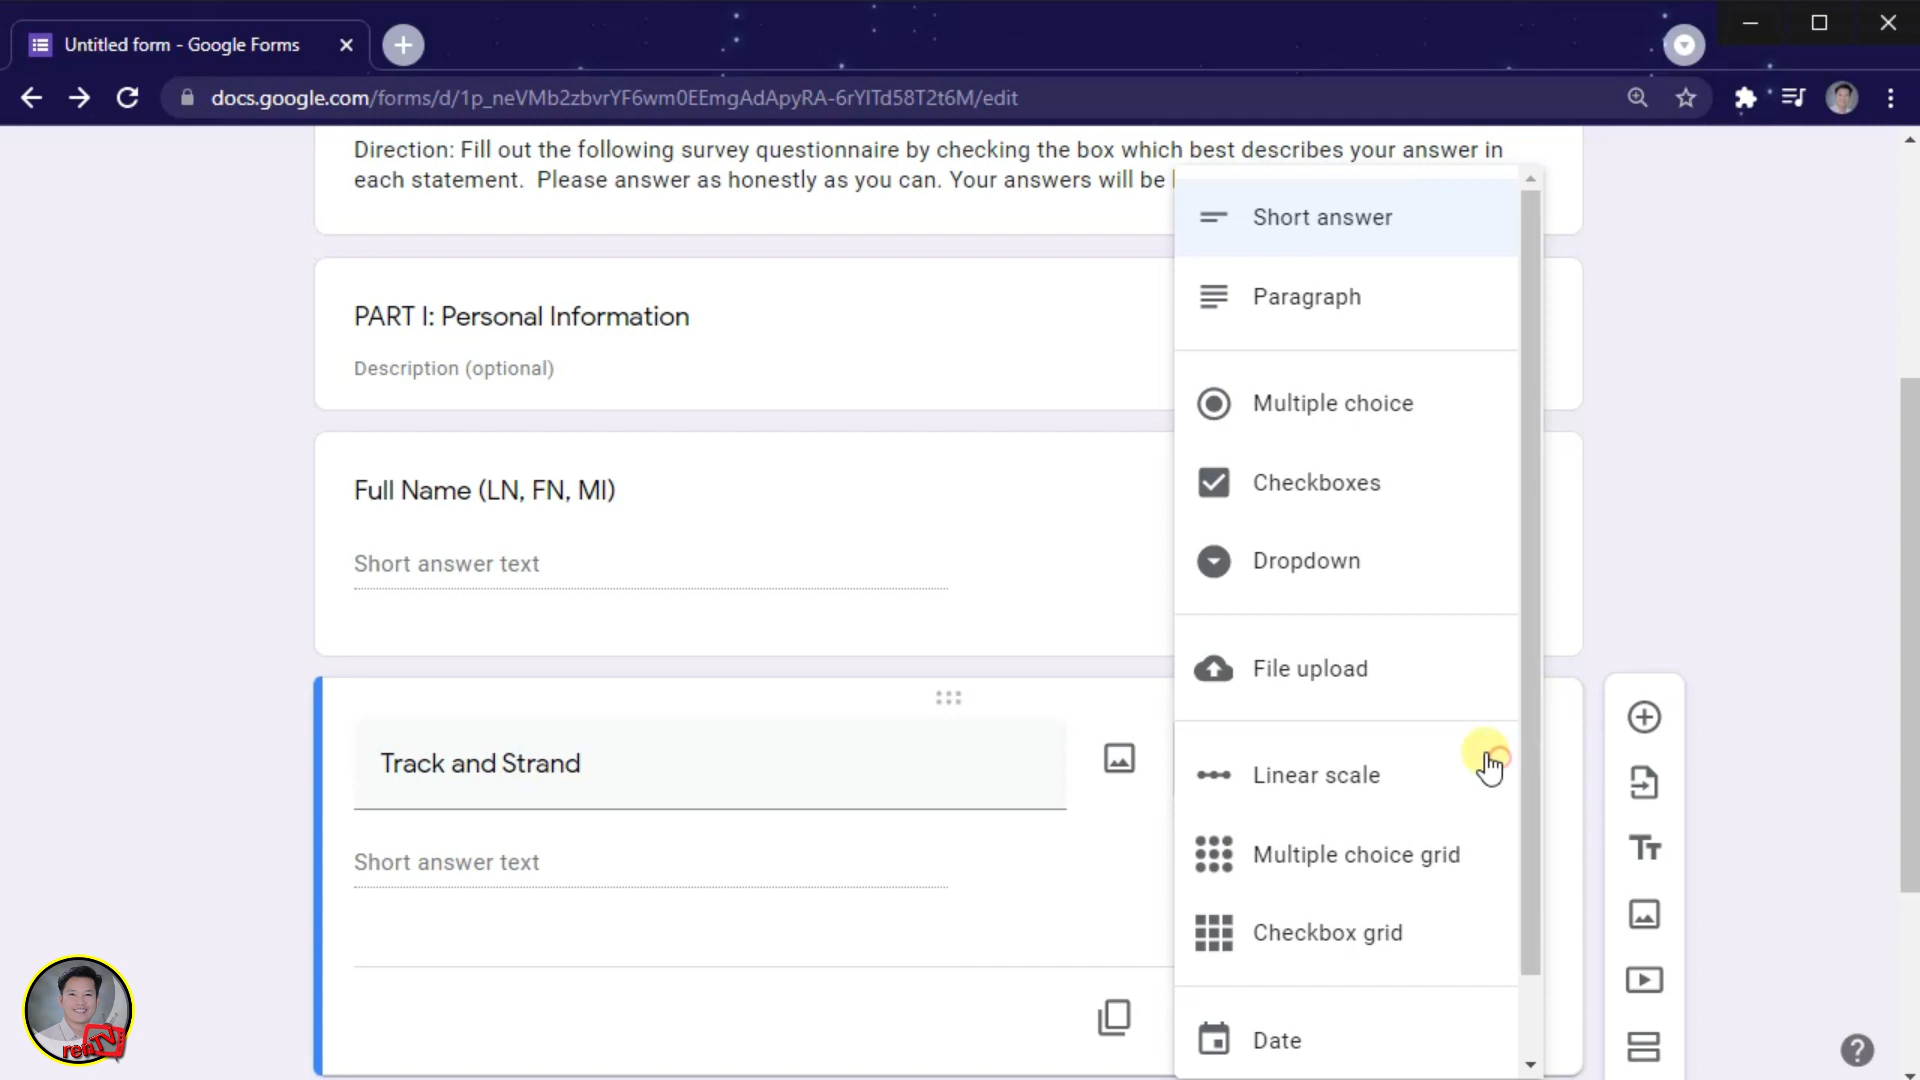 Untitled form - Google Forms
docs.google.com/forms/d/1p_neVMb2zbvrYF6wm0EEmgAdApyRA-6rYlTd58T2t6M/edit
Direction: Fill out the following survey questionnaire by checking the box which best describes your answer in
each statement.  Please answer as honestly as you can. Your answers will be
PART I: Personal Information
Description (optional)
Full Name (LN, FN, MI)
Short answer text
Track and Strand
Short answer text
Short answer
Paragraph
Multiple choice
Checkboxes
Dropdown
File upload
Linear scale
Multiple choice grid
Checkbox grid
Date
Tt
renTV